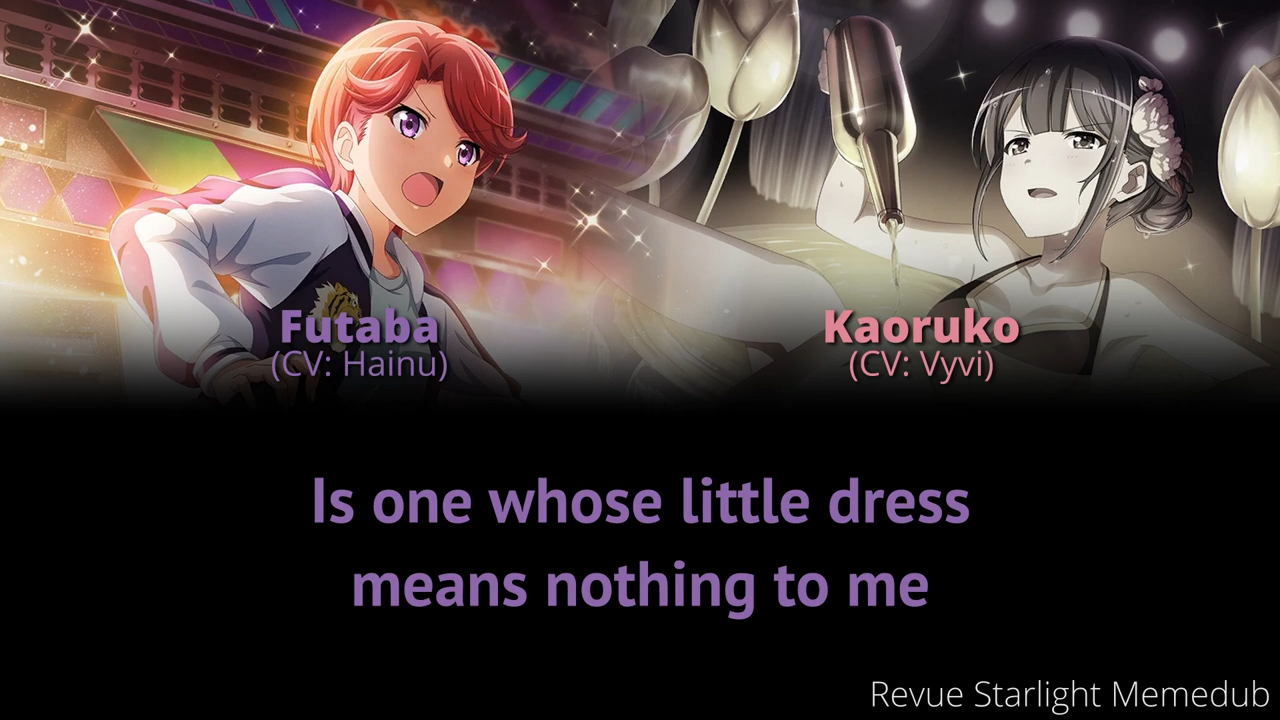 Futaba
(CV: Hainu)
Kaoruko
(CV: Vyvi)
Is one whose little dress
means nothing to me
Revue Starlight Memedub